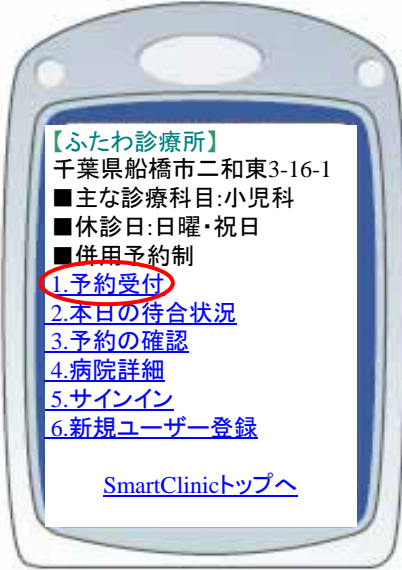 【ふたわ診療所】
千葉県船橋市二和東3-16-1
■主な診療科目:小児科
■休診日:日曜・祝日
■併用予約制
1.予約受付
2.本日の待合状況
3.予約の確認
4.病院詳細
5.サインイン
6.新規ユーザー登録
SmartClinicトップへ